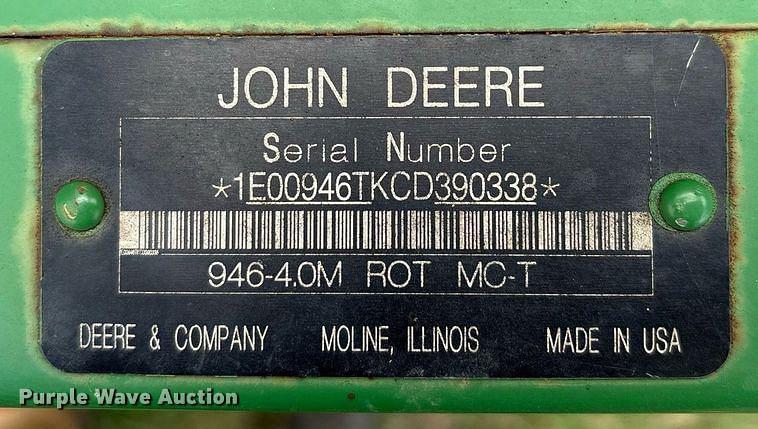 JOHN DEERE
Serial Number
*1E00946TKCD390338*
946-4.0M ROT MC-T
DEERE & COMPANY MOLINE, ILLINOIS MADE IN USA
Purple Wave Auction